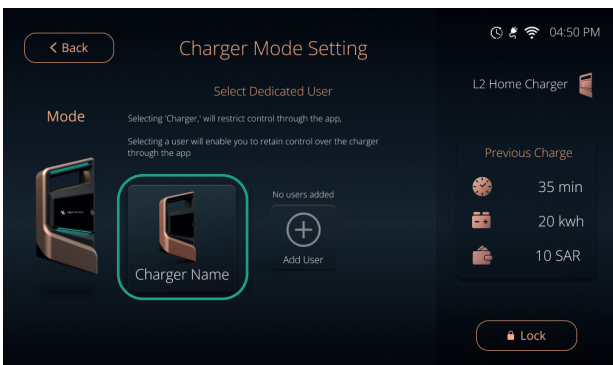 04:50 PM
Back
Charger Mode Setting
L2 Home Charger
Select Dedicated User
Mode
Selecting 'Charger,' will restrict control through the app,
Selecting a user will enable you to retain control over the charger
through the app
Previous Charge
No users added
35 min
20 kwh
Add User
10 SAR
Charger Name
Lock